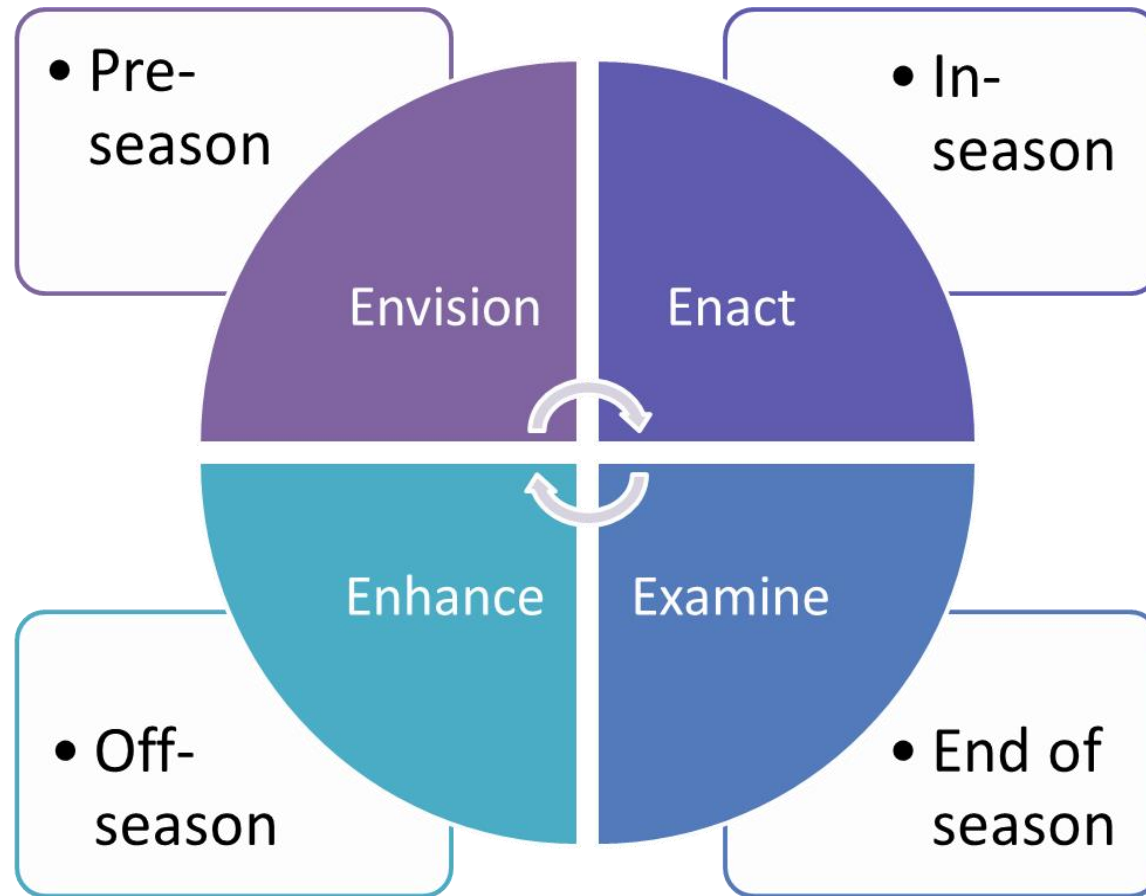 • Pre-
season
• In-
season
Envision
Enact
Enhance
Examine
• Off-
season
• End of
season